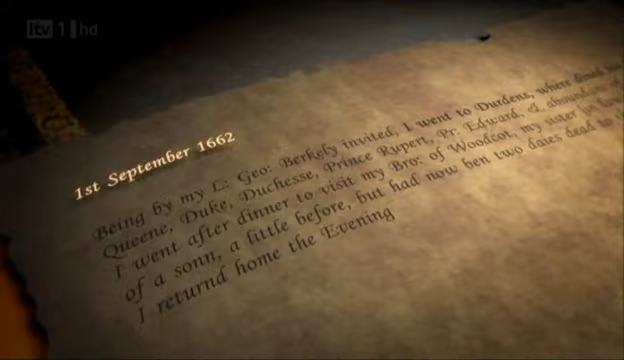 itv 1 hd
1st September 1662
Being by my L: Geo: Berkely invited, I went to Durdens, where dined
Queene, Duke, Duchesse, Prince Rupert, Pr: Edward, &
I went after dinner to visit my Bro: of Woodcot, my sister
of a sonn, a little before, but had now ben two daies dead
I returnd home the Evening